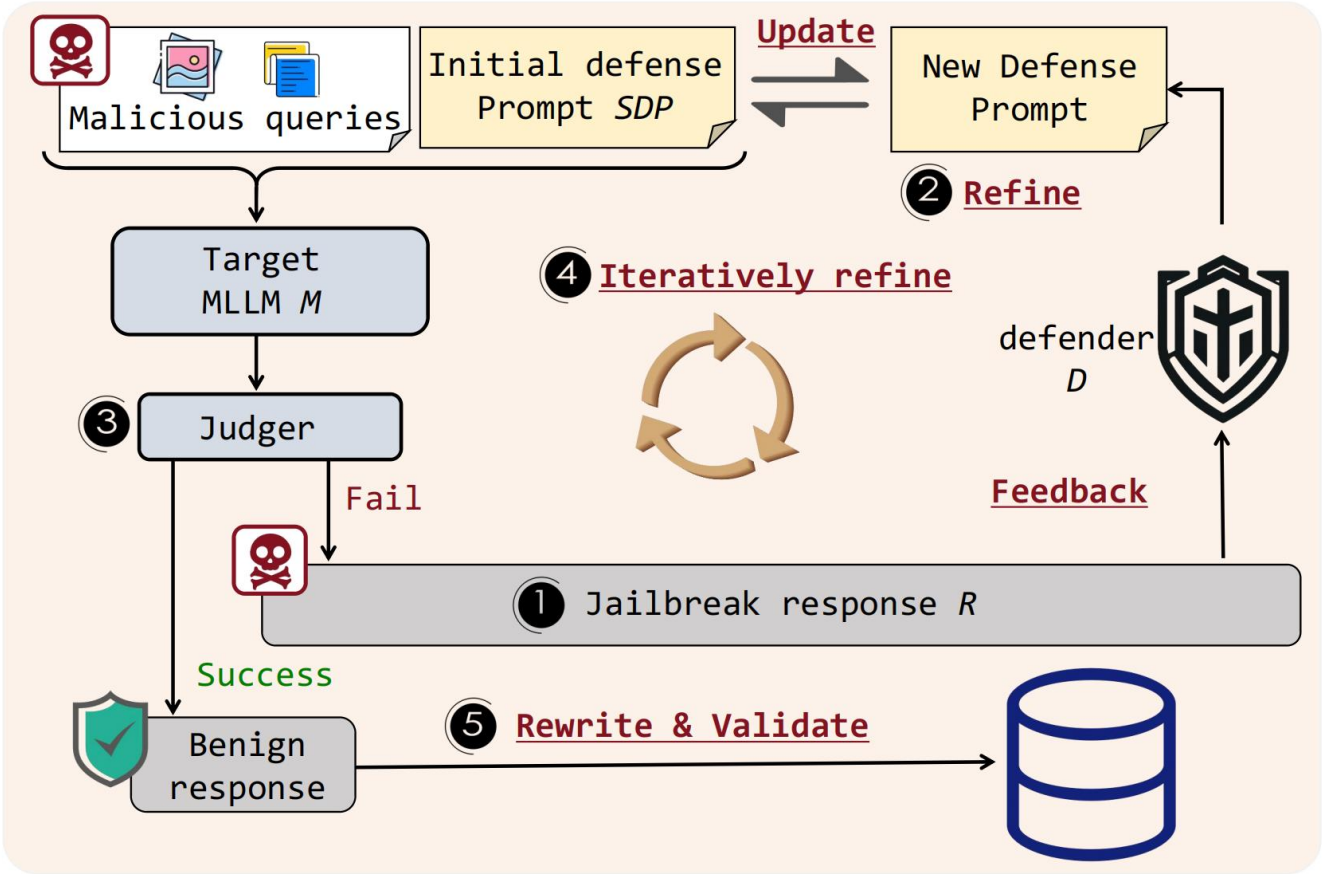 Malicious queries
Initial defense
Prompt SDP
Update
New Defense
Prompt
2 Refine
Target
MLLM M
4 Iteratively refine
defender
D
3 Judger
Fail
Feedback
1 Jailbreak response R
Success
Benign
response
5 Rewrite & Validate